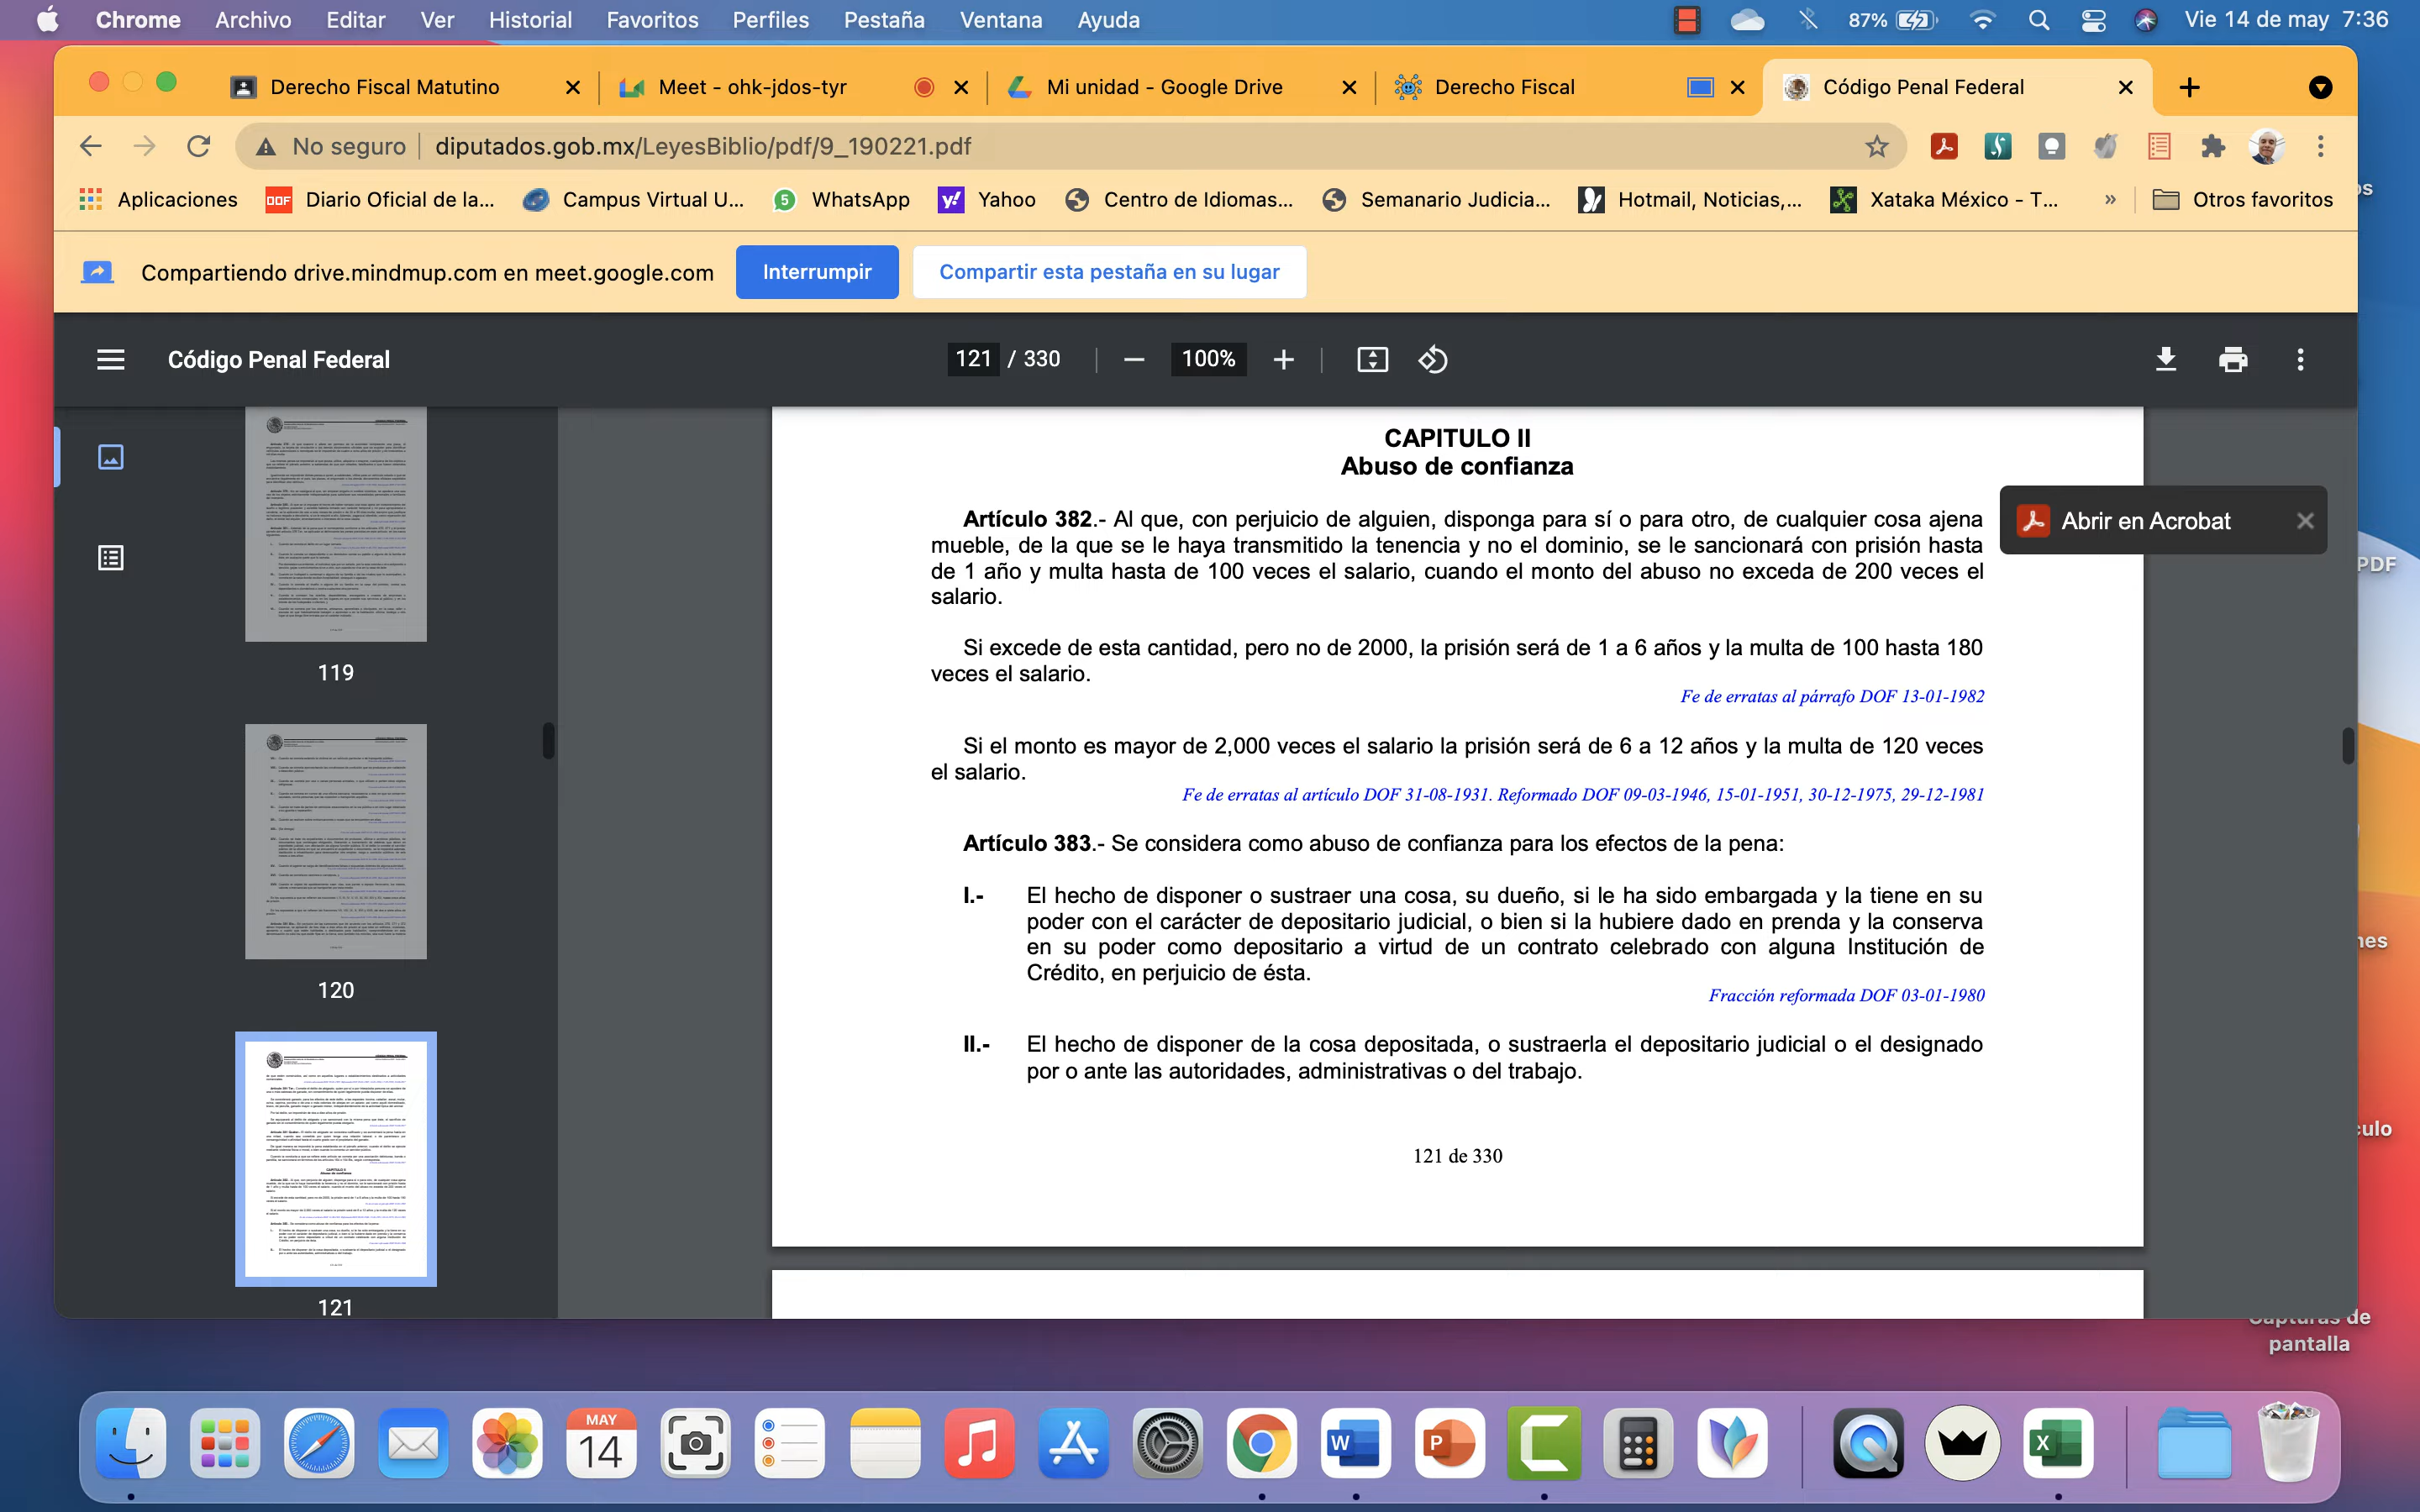 Chrome Archivo Editar Ver Historial Favoritos Perfiles Pestaña Ventana Ayuda 87% Vie 14 de may 7:36
Derecho Fiscal Matutino Meet - ohk-jdos-tyr Mi unidad - Google Drive Derecho Fiscal Código Penal Federal
No seguro diputados.gob.mx/LeyesBiblio/pdf/9_190221.pdf
Aplicaciones DOF Diario Oficial de la... Campus Virtual U... 5 WhatsApp Yahoo Centro de Idiomas... Semanario Judicia... Hotmail, Noticias,... Xataka México - T... » Otros favoritos
Compartiendo drive.mindmup.com en meet.google.com Interrumpir Compartir esta pestaña en su lugar
Código Penal Federal 121 / 330 100%
119
120
121
CAPITULO II
Abuso de confianza
Artículo 382.- Al que, con perjuicio de alguien, disponga para sí o para otro, de cualquier cosa ajena
mueble, de la que se le haya transmitido la tenencia y no el dominio, se le sancionará con prisión hasta
de 1 año y multa hasta de 100 veces el salario, cuando el monto del abuso no exceda de 200 veces el
salario.
Si excede de esta cantidad, pero no de 2000, la prisión será de 1 a 6 años y la multa de 100 hasta 180
veces el salario.
Fe de erratas al párrafo DOF 13-01-1982
Si el monto es mayor de 2,000 veces el salario la prisión será de 6 a 12 años y la multa de 120 veces
el salario.
Fe de erratas al artículo DOF 31-08-1931. Reformado DOF 09-03-1946, 15-01-1951, 30-12-1975, 29-12-1981
Artículo 383.- Se considera como abuso de confianza para los efectos de la pena:
I.- El hecho de disponer o sustraer una cosa, su dueño, si le ha sido embargada y la tiene en su
poder con el carácter de depositario judicial, o bien si la hubiere dado en prenda y la conserva
en su poder como depositario a virtud de un contrato celebrado con alguna Institución de
Crédito, en perjuicio de ésta.
Fracción reformada DOF 03-01-1980
II.- El hecho de disponer de la cosa depositada, o sustraerla el depositario judicial o el designado
por o ante las autoridades, administrativas o del trabajo.
121 de 330
Abrir en Acrobat
PDF
Capturas de
pantalla
MAY
14